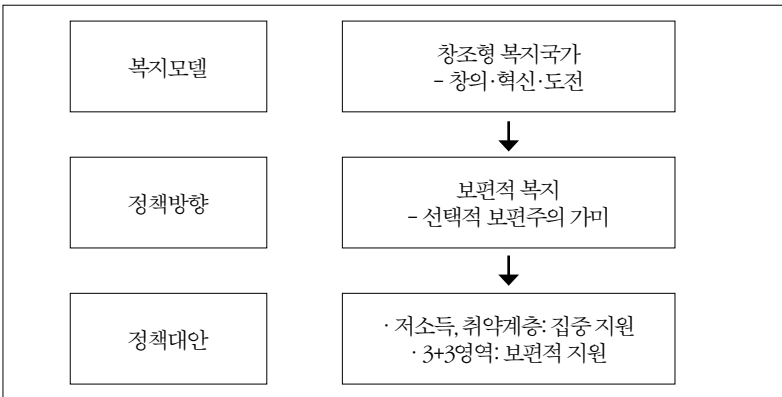 복지모델
창조형 복지국가
- 창의·혁신·도전
정책방향
보편적 복지
- 선택적 보편주의 가미
정책대안
· 저소득, 취약계층: 집중 지원
· 3+3영역: 보편적 지원